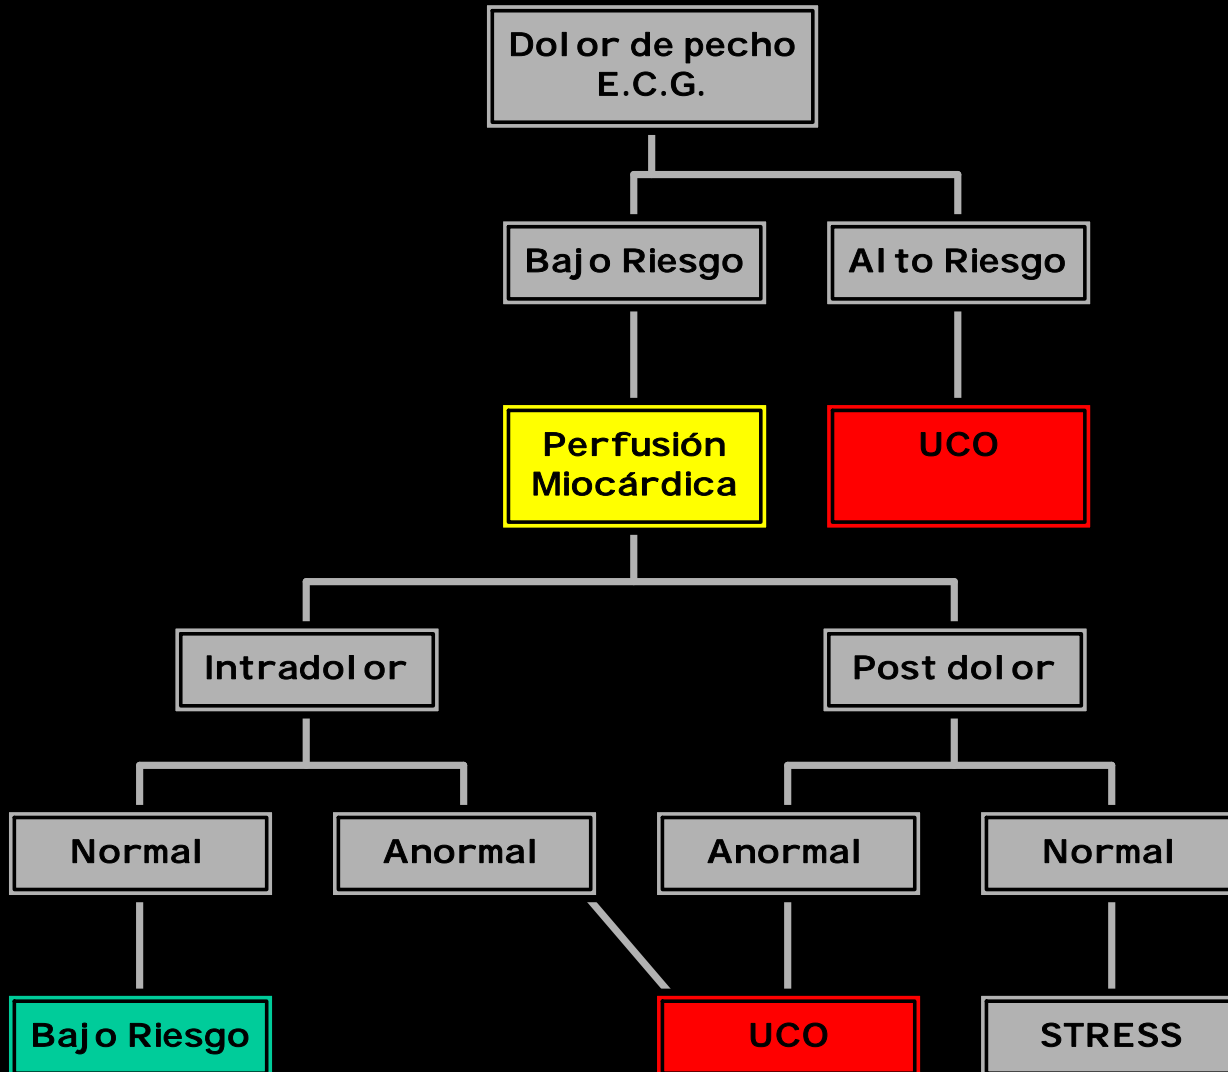 Dolor de pecho
E.C.G.
Bajo Riesgo
Alto Riesgo
Perfusión
Miocárdica
UCO
Intradolor
Post dolor
Normal
Anormal
Anormal
Normal
Bajo Riesgo
UCO
STRESS